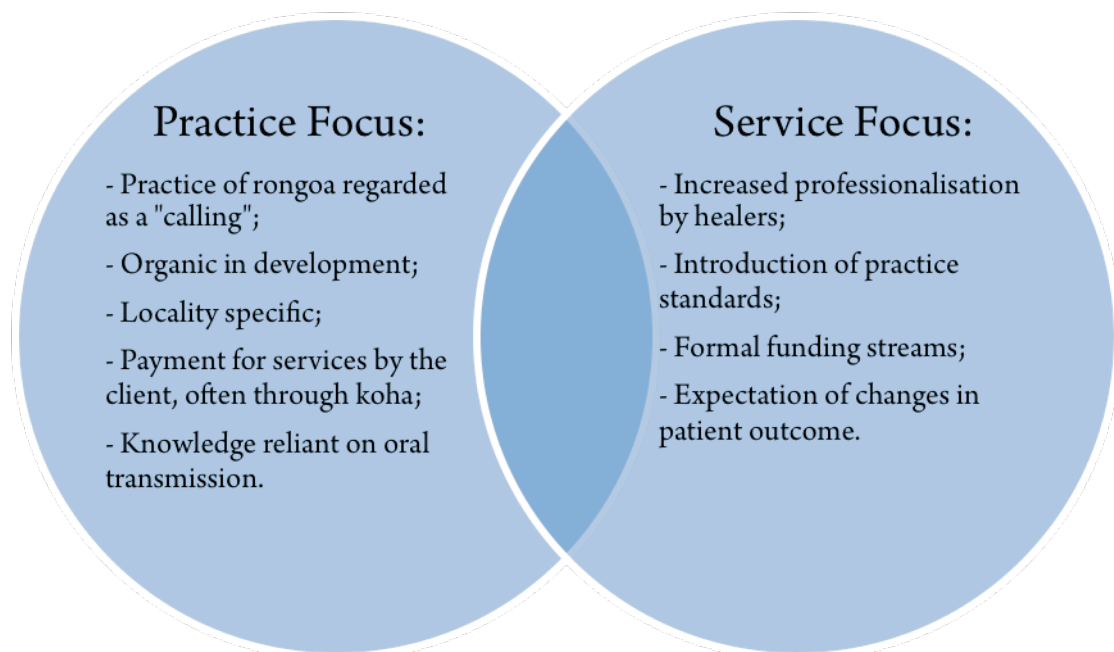 Practice Focus:
- Practice of rongoa regarded
as a "calling";
- Organic in development;
- Locality specific;
- Payment for services by the
client, often through koha;
- Knowledge reliant on oral
transmission.
Service Focus:
- Increased professionalisation
by healers;
- Introduction of practice
standards;
- Formal funding streams;
- Expectation of changes in
patient outcome.